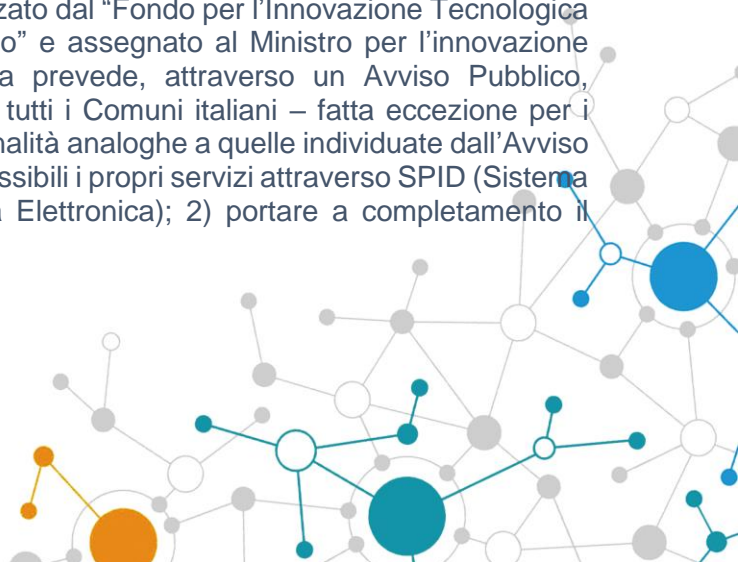 zato dal “Fondo per l’Innovazione Tecnologica
o” e assegnato al Ministro per l’innovazione
a prevede, attraverso un Avviso Pubblico,
tutti i Comuni italiani – fatta eccezione per i
nalità analoghe a quelle individuate dall’Avviso
ssibili i propri servizi attraverso SPID (Sistema
a Elettronica); 2) portare a completamento il